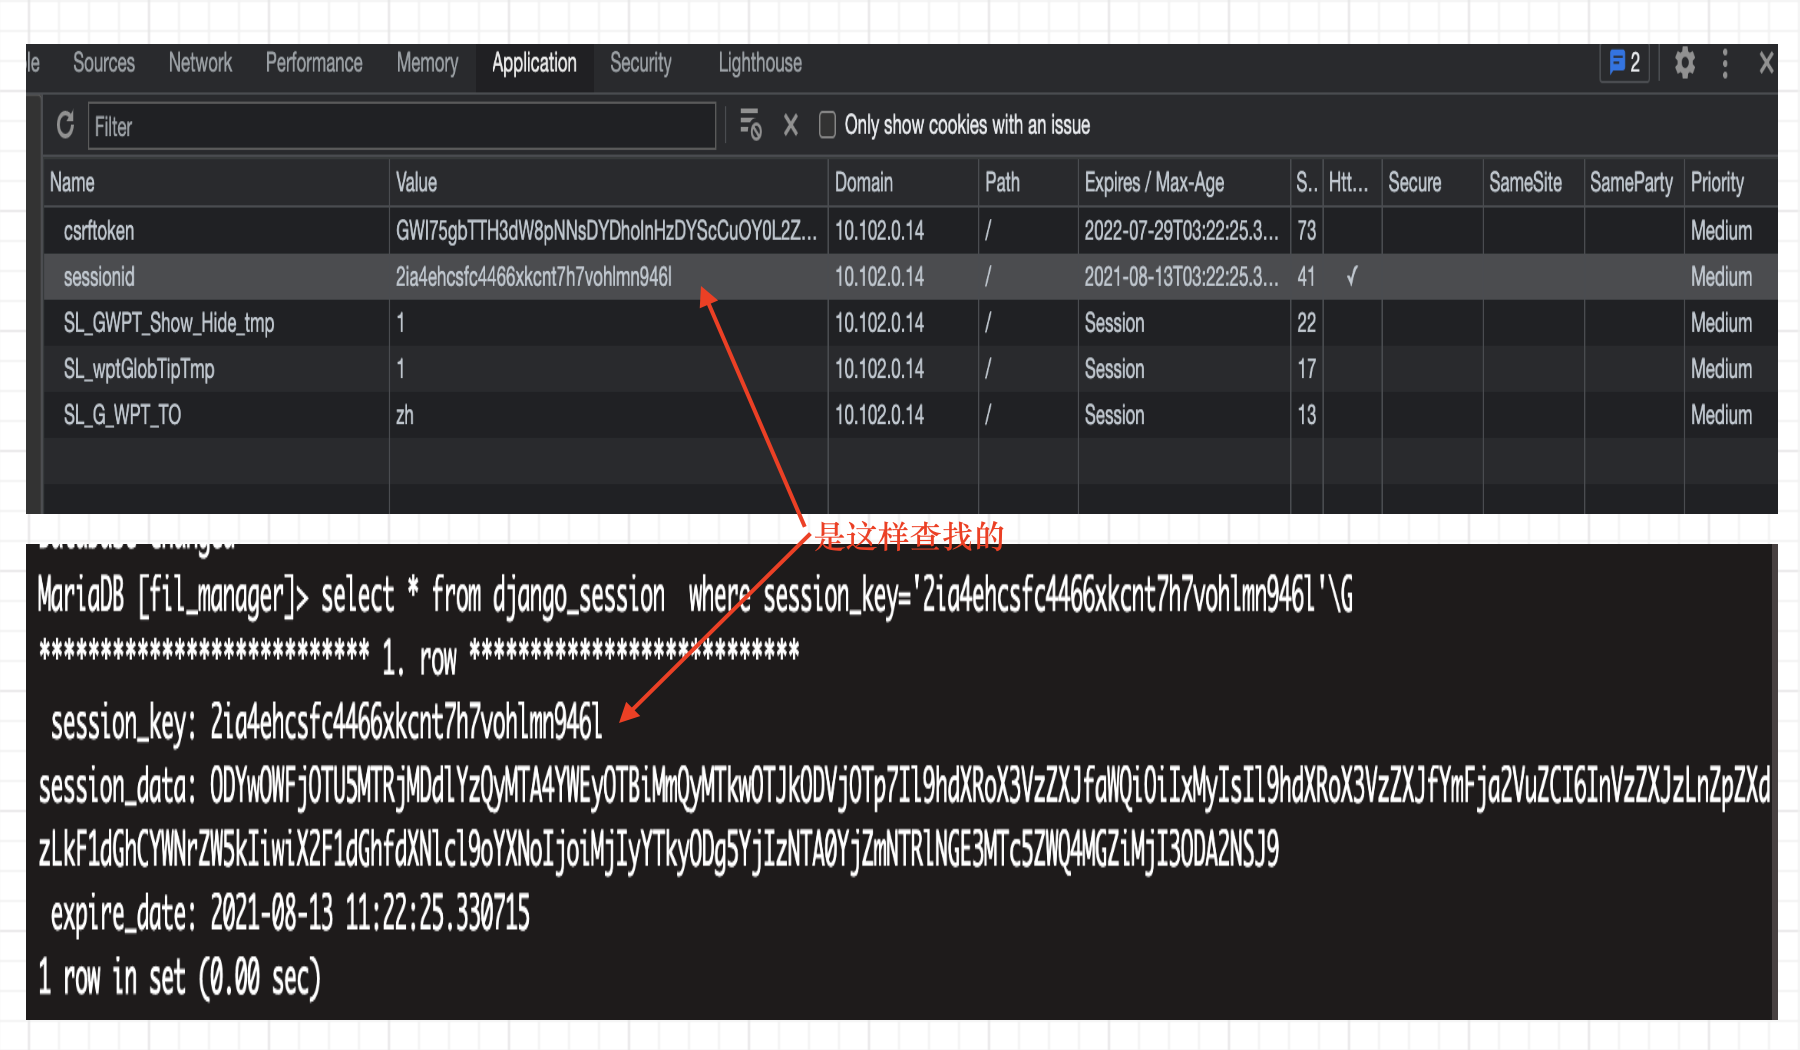 le Sources Network Performance Memory Application Security Lighthouse 2
Filter Only show cookies with an issue
Name Value Domain Path Expires / Max-Age S.. Htt... Secure SameSite SameParty Priority
csrftoken GWI75gbTTH3dW8pNNsDYDhoInHzDYScCuOY0L2Z... 10.102.0.14 / 2022-07-29T03:22:25.3... 73 Medium
sessionid 2ia4ehcsfc4466xkcnt7h7vohlmn946l 10.102.0.14 / 2021-08-13T03:22:25.3... 41 ✓ Medium
SL_GWPT_Show_Hide_tmp 1 10.102.0.14 / Session 22 Medium
SL_wptGlobTipTmp 1 10.102.0.14 / Session 17 Medium
SL_G_WPT_TO zh 10.102.0.14 / Session 13 Medium
是这样查找的
Database changed
MariaDB [fil_manager]> select * from django_session  where session_key='2ia4ehcsfc4466xkcnt7h7vohlmn946l'\G
*************************** 1. row ***************************
session_key: 2ia4ehcsfc4466xkcnt7h7vohlmn946l
session_data: ODYwOWFjOTU5MTRjMDdlYzQyMTA4YWEyOTBiMmQyMTkwOTJkODVjOTp7Il9hdXRoX3VzZXJfaWQiOiIxMyIsIl9hdXRoX3VzZXJfYmFja2VuZCI6InVzZXJzLnZpZXd
zLkF1dGhCYWNrZW5kIiwiX2F1dGhfdXNlcl9oYXNoIjoiMjIyYTkyODg5YjIzNTA0YjZmNTRlNGE3MTc5ZWQ4MGZiMjI3ODA2NSJ9
expire_date: 2021-08-13 11:22:25.330715
1 row in set (0.00 sec)